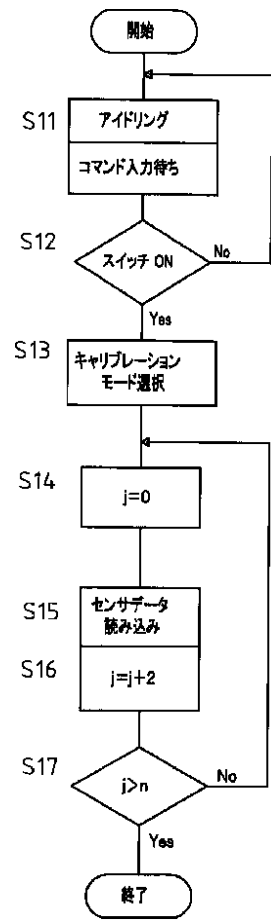 開始
S11
アイドリング
コマンド入力待ち
S12
スイッチ ON
No
Yes
S13
キャリブレーション
モード選択
S14
j=0
S15
センサデータ
読み込み
S16
j=j+2
S17
j>n
No
Yes
終了